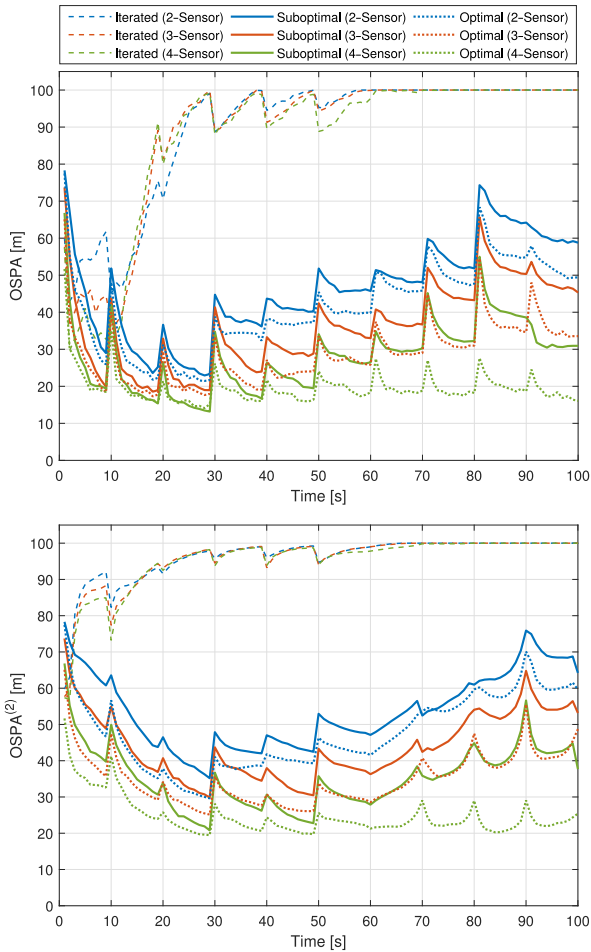 Iterated (2-Sensor) Suboptimal (2-Sensor) Optimal (2-Sensor)
Iterated (3-Sensor) Suboptimal (3-Sensor) Optimal (3-Sensor)
Iterated (4-Sensor) Suboptimal (4-Sensor) Optimal (4-Sensor)
100
90
80
70
60
50
40
30
20
10
0
OSPA [m]
0 10 20 30 40 50 60 70 80 90 100
Time [s]
100
90
80
70
60
50
40
30
20
10
0
OSPA(2) [m]
0 10 20 30 40 50 60 70 80 90 100
Time [s]